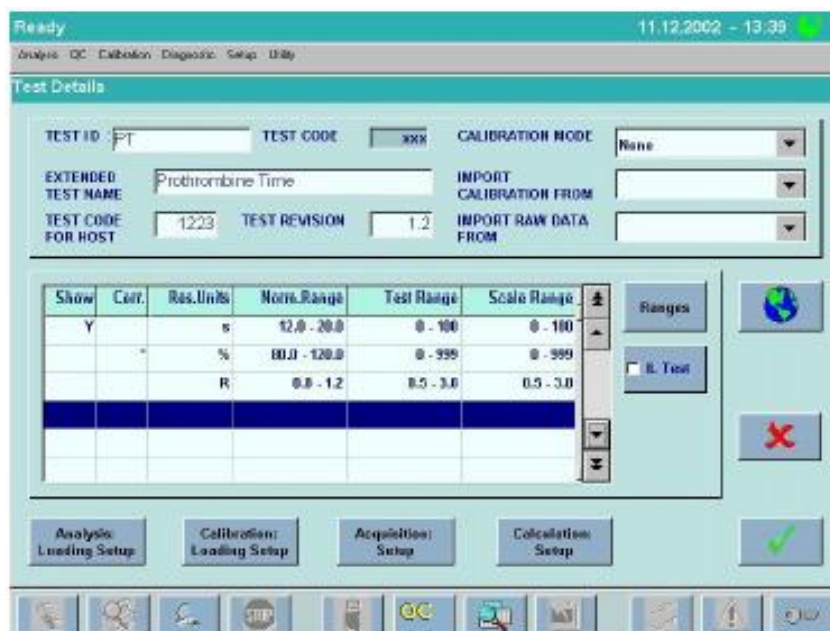 Ready 11.12.2002 - 13:39
Analysis QC Calibration Diagnostic Setup Utility
Test Details
TEST ID PT TEST CODE xxx CALIBRATION MODE None
EXTENDED TEST NAME Prothrombine Time IMPORT CALIBRATION FROM
TEST CODE FOR HOST 1223 TEST REVISION 1.2 IMPORT RAW DATA FROM
Show Corr. Res.Units Norm.Range Test Range Scale Range
Y s 12.0 - 20.0 0 - 100 0 - 100
* % 80.0 - 120.0 0 - 999 0 - 999
R 0.8 - 1.2 0.5 - 3.0 0.5 - 3.0
Ranges
IL Test
Analysis: Loading Setup
Calibration: Loading Setup
Acquisition: Setup
Calculation: Setup
STOP
QC